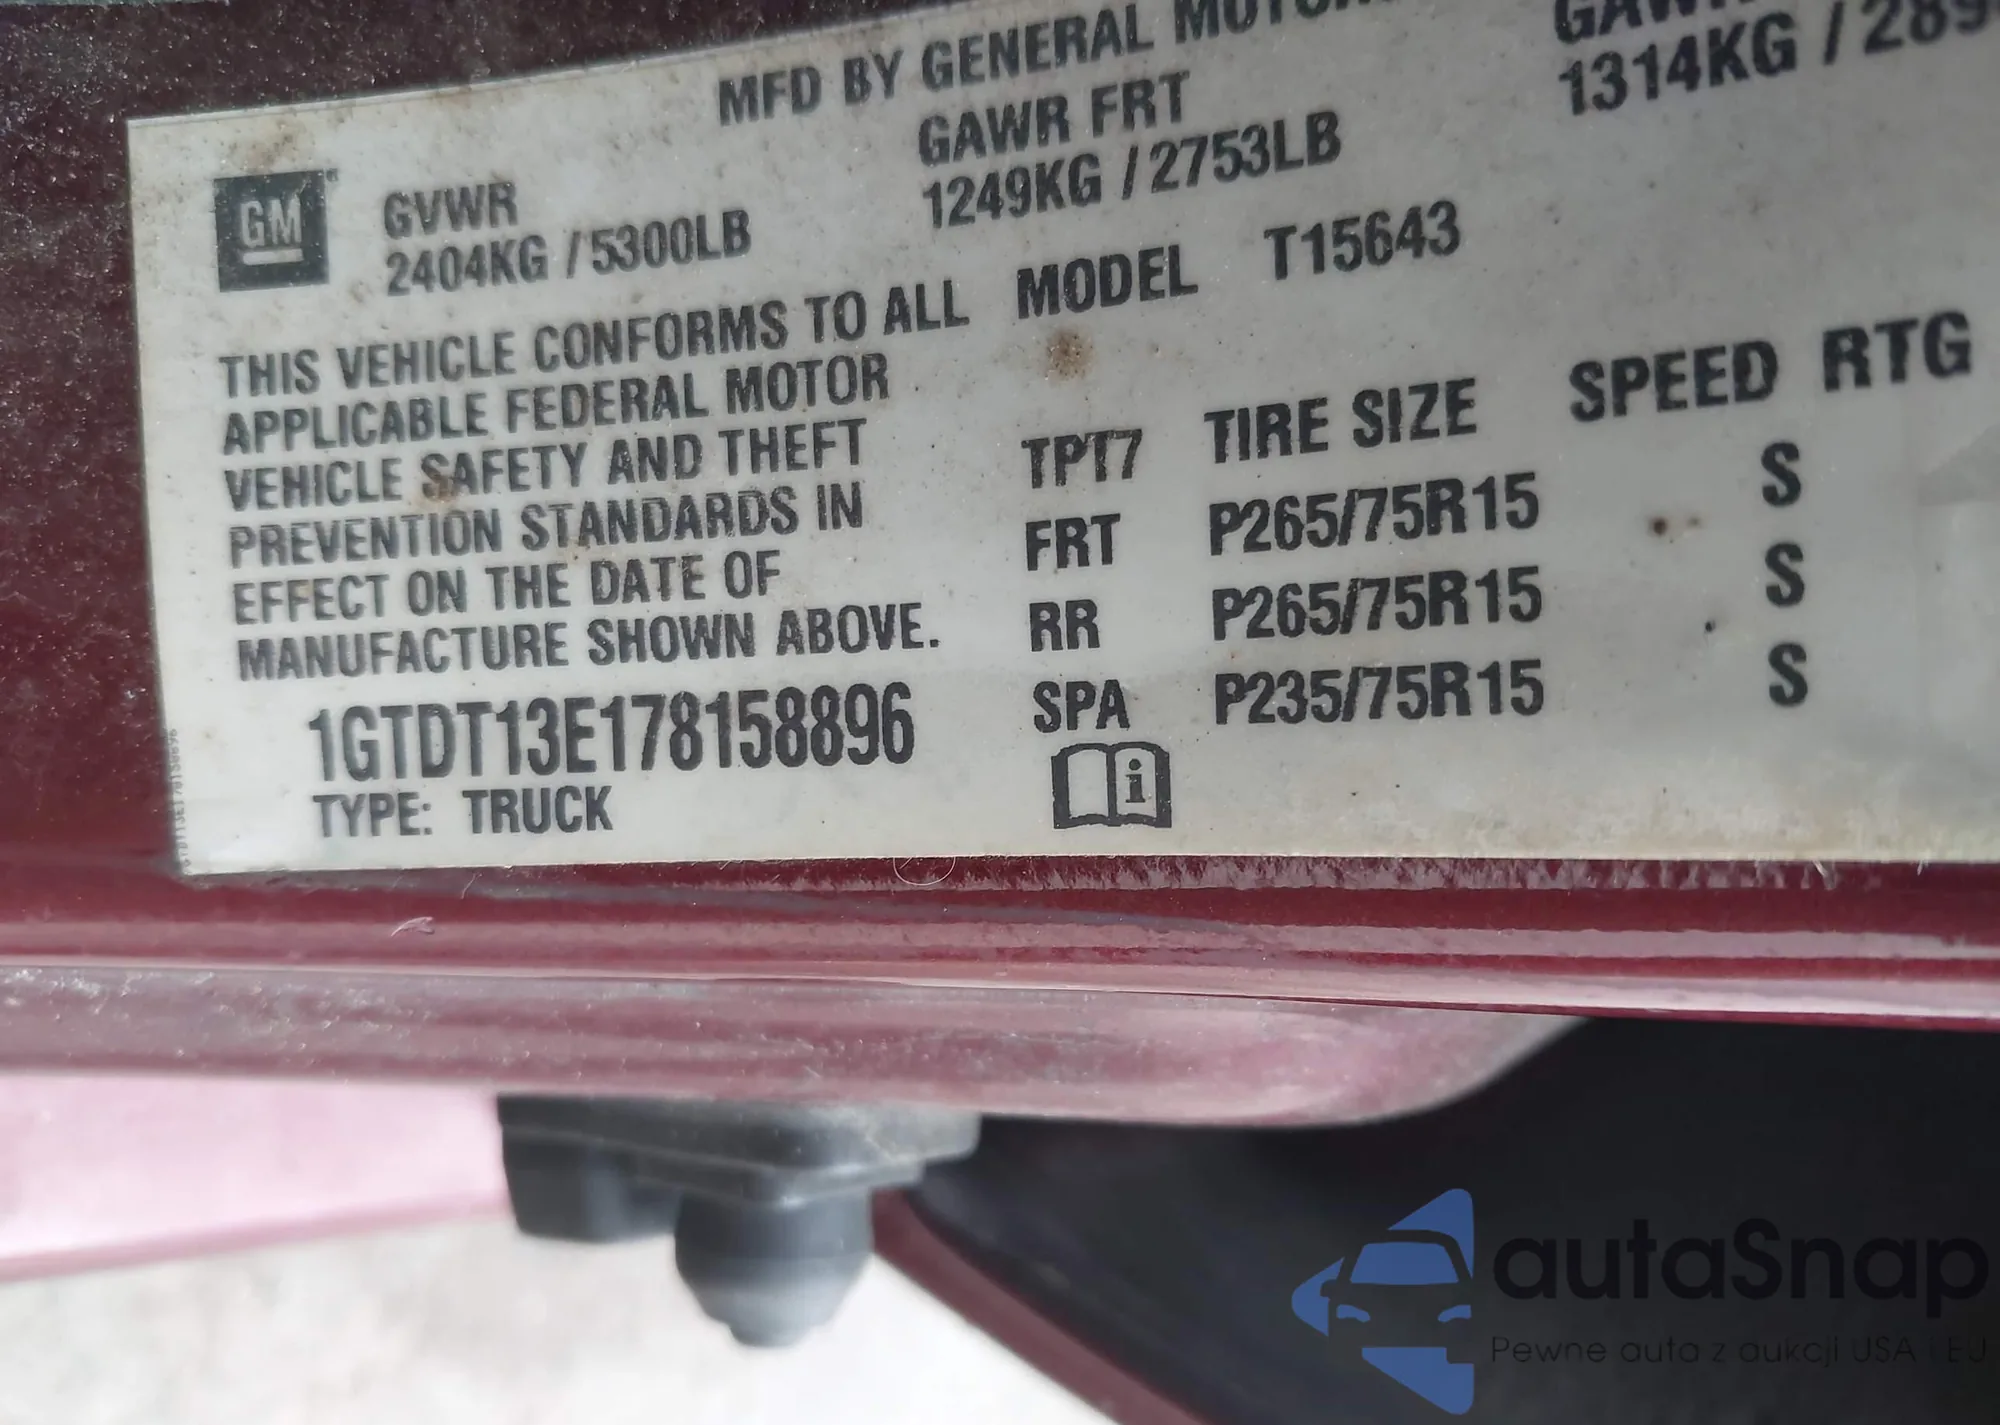 MFD BY GENERAL
GAWR FRT
1249KG / 2753LB
1314KG /
GM
GVWR
2404KG / 5300LB
MODEL T15643
THIS VEHICLE CONFORMS TO ALL
APPLICABLE FEDERAL MOTOR
VEHICLE SAFETY AND THEFT
PREVENTION STANDARDS IN
EFFECT ON THE DATE OF
MANUFACTURE SHOWN ABOVE.
1GTDT13E178158896
TYPE: TRUCK
TPT7 TIRE SIZE SPEED RTG
FRT P265/75R15 S
RR P265/75R15 S
SPA P235/75R15 S
i
autaSnap
Pewne auta z aukcji USA i EU